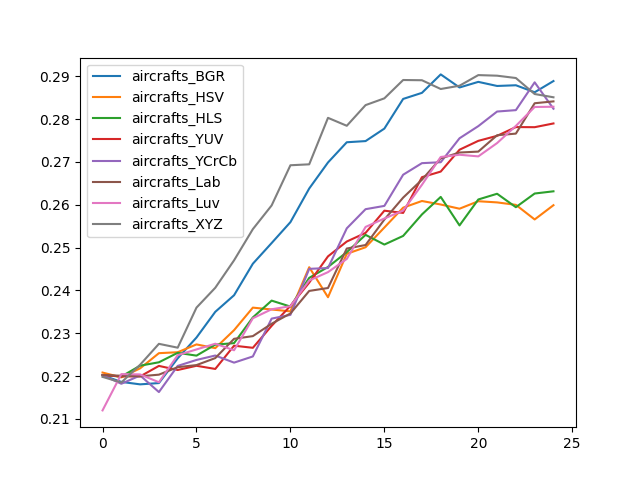 0.29
0.28
0.27
0.26
0.25
0.24
0.23
0.22
0.21
aircrafts_BGR
aircrafts_HSV
aircrafts_HLS
aircrafts_YUV
aircrafts_YCrCb
aircrafts_Lab
aircrafts_Luv
aircrafts_XYZ
0 5 10 15 20 25